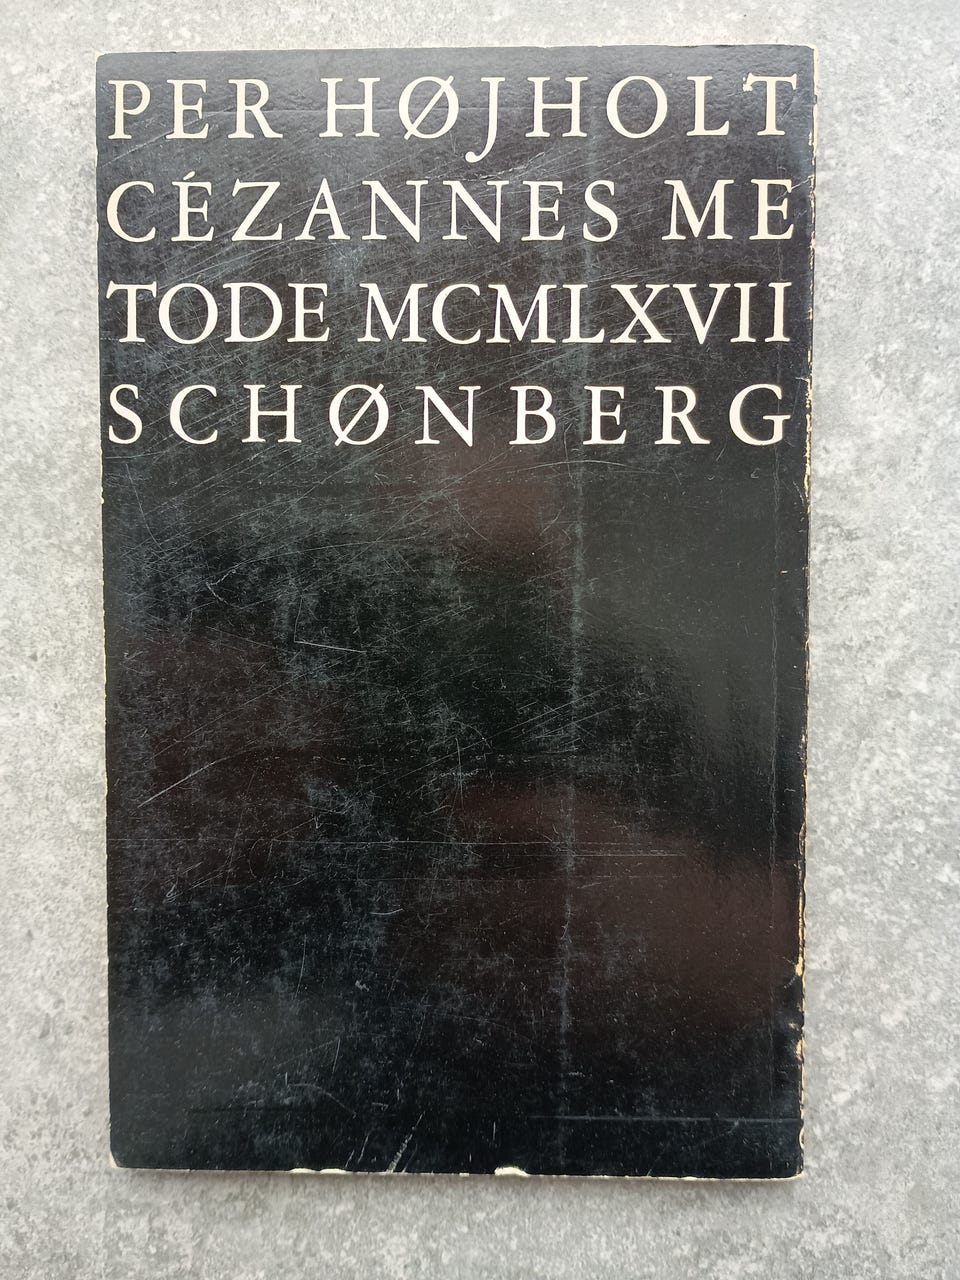 PER HØJHOLT
CÉZANNES ME
TODE MCMLXVII
SCHØNBERG